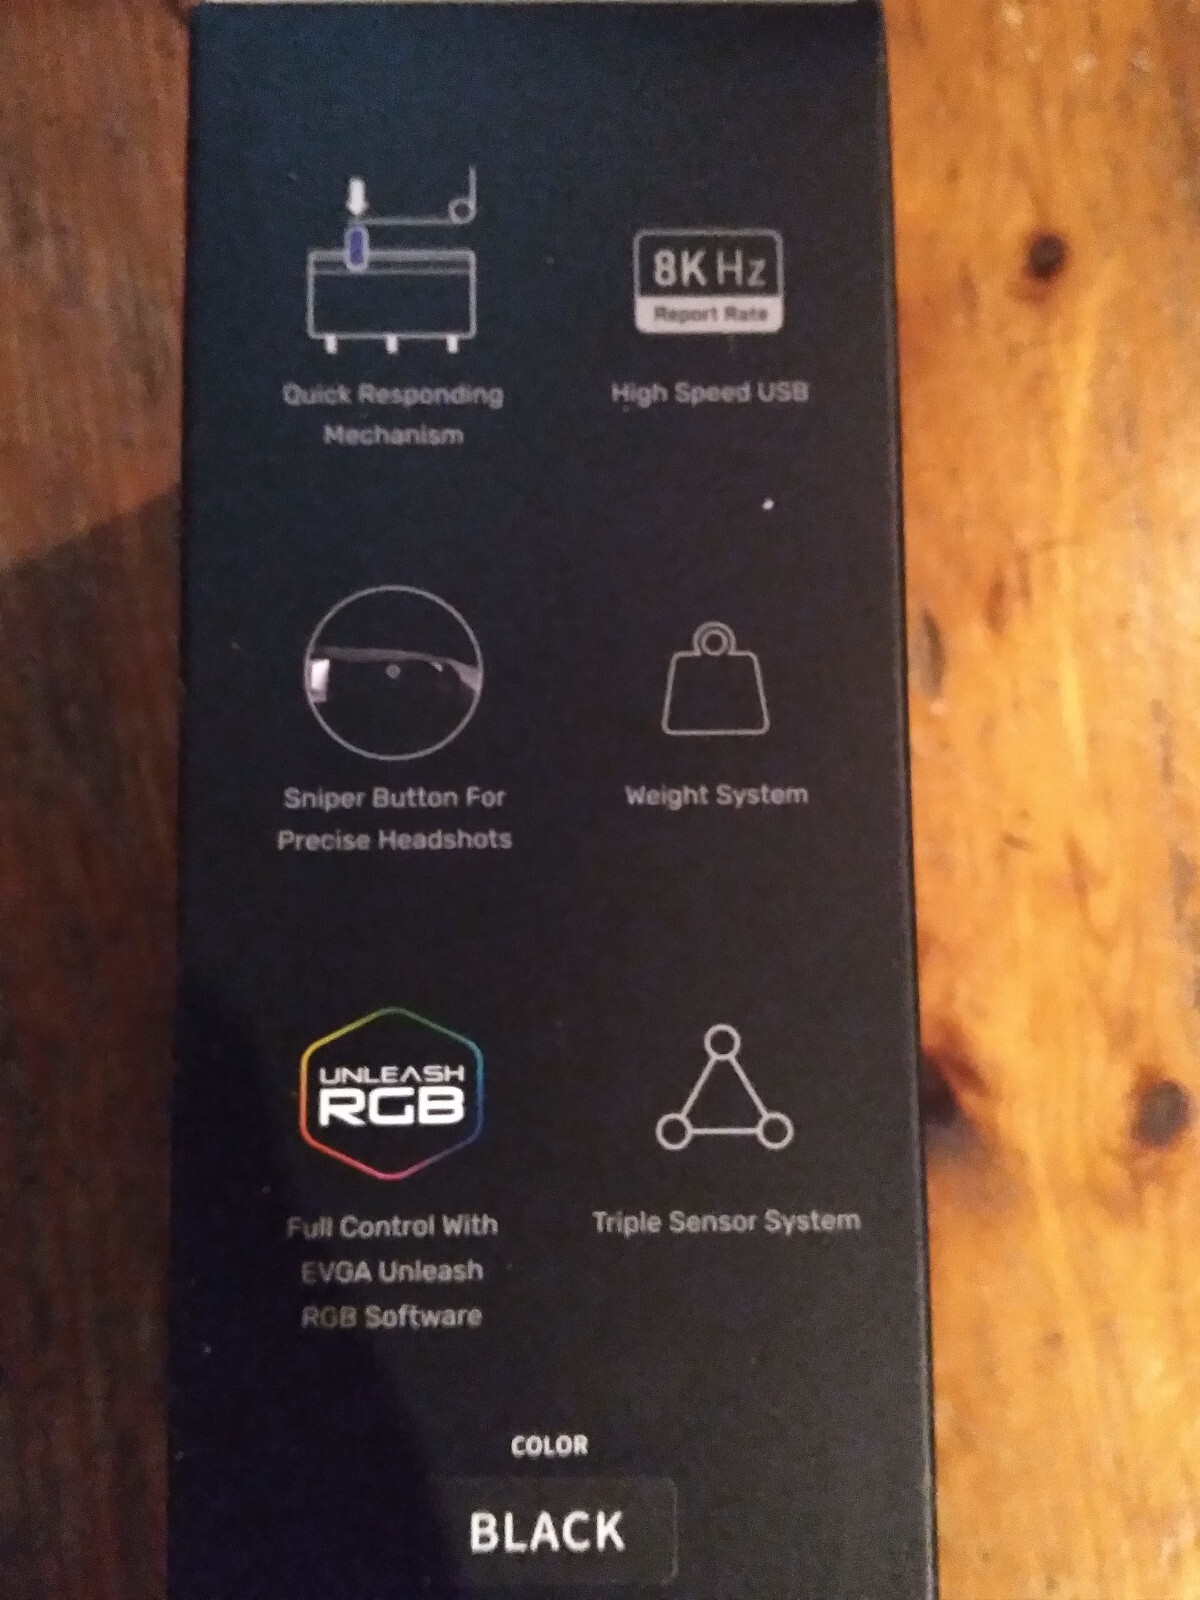 8K Hz
Report Rate
Quick Responding
Mechanism
High Speed USB
Sniper Button For
Precise Headshots
Weight System
UNLEASH
RGB
Full Control With
EVGA Unleash
RGB Software
Triple Sensor System
COLOR
BLACK